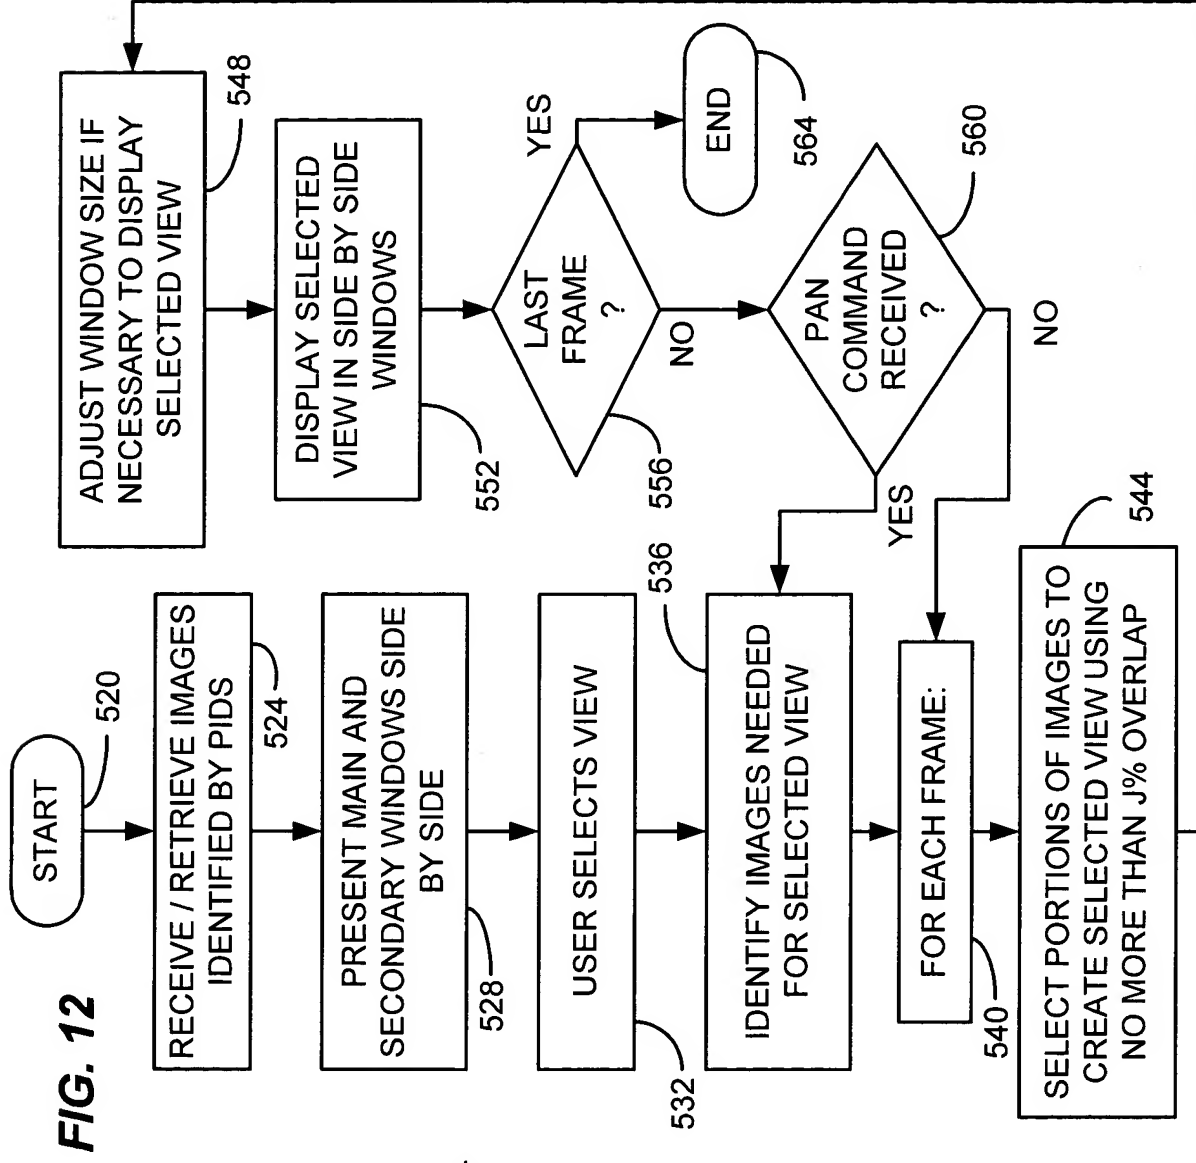 FIG. 12
START
520
RECEIVE / RETRIEVE IMAGES
IDENTIFIED BY PIDS
524
PRESENT MAIN AND
SECONDARY WINDOWS SIDE
BY SIDE
528
USER SELECTS VIEW
532
IDENTIFY IMAGES NEEDED
FOR SELECTED VIEW
536
FOR EACH FRAME:
540
SELECT PORTIONS OF IMAGES TO
CREATE SELECTED VIEW USING
NO MORE THAN J% OVERLAP
544
ADJUST WINDOW SIZE IF
NECESSARY TO DISPLAY
SELECTED VIEW
548
DISPLAY SELECTED
VIEW IN SIDE BY SIDE
WINDOWS
552
LAST
FRAME
?
556
YES
END
564
NO
PAN
COMMAND
RECEIVED
?
560
YES
NO